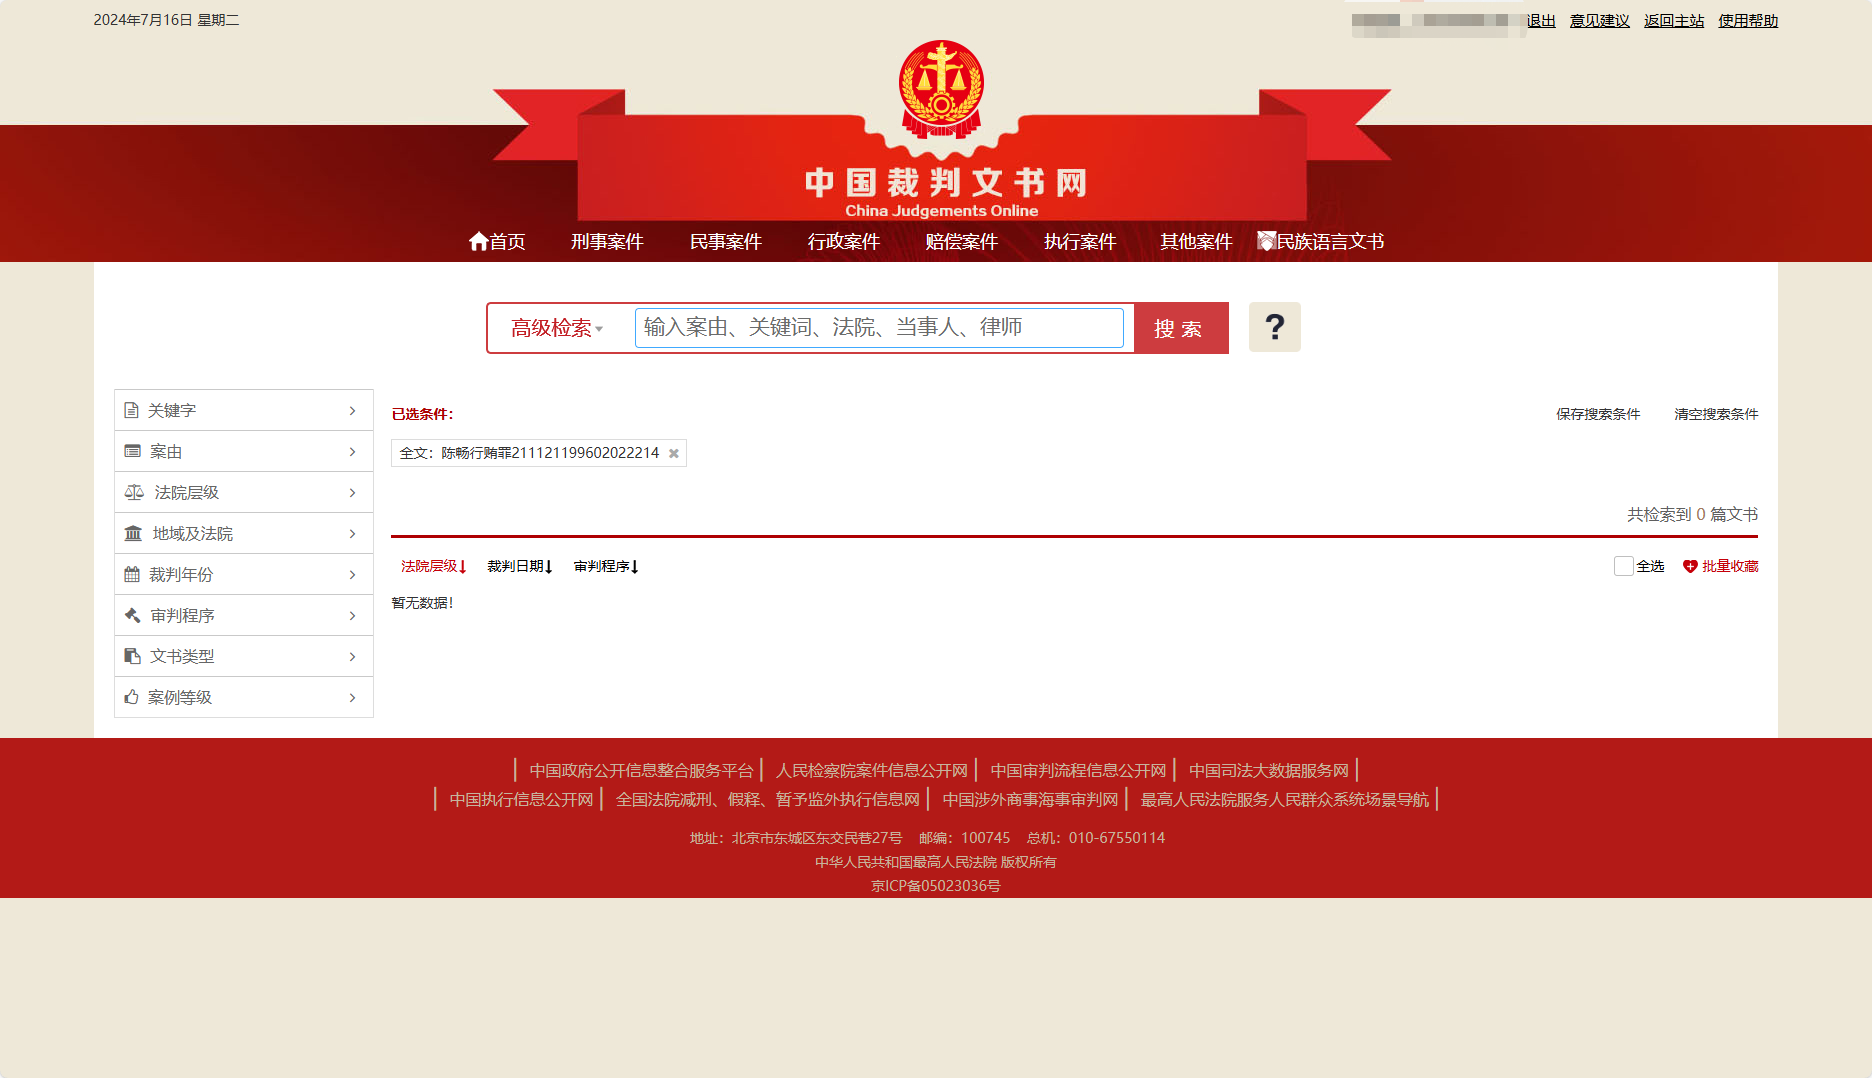 2024年7月16日 星期二
退出 意见建议 返回主站 使用帮助
中国裁判文书网
China Judgements Online
首页 刑事案件 民事案件 行政案件 赔偿案件 执行案件 其他案件 民族语言文书
高级检索 输入案由、关键词、法院、当事人、律师 搜索 ?
关键字
案由
法院层级
地域及法院
裁判年份
审判程序
文书类型
案例等级
已选条件： 保存搜索条件 清空搜索条件
全文：陈畅行贿罪211121199602022214 ✖
共检索到 0 篇文书
法院层级↓ 裁判日期↓ 审判程序↓ 全选 批量收藏
暂无数据！
| 中国政府公开信息整合服务平台 | 人民检察院案件信息公开网 | 中国审判流程信息公开网 | 中国司法大数据服务网 |
| 中国执行信息公开网 | 全国法院减刑、假释、暂予监外执行信息网 | 中国涉外商事海事审判网 | 最高人民法院服务人民群众系统场景导航 |
地址：北京市东城区东交民巷27号 邮编：100745 总机：010-67550114
中华人民共和国最高人民法院 版权所有
京ICP备05023036号